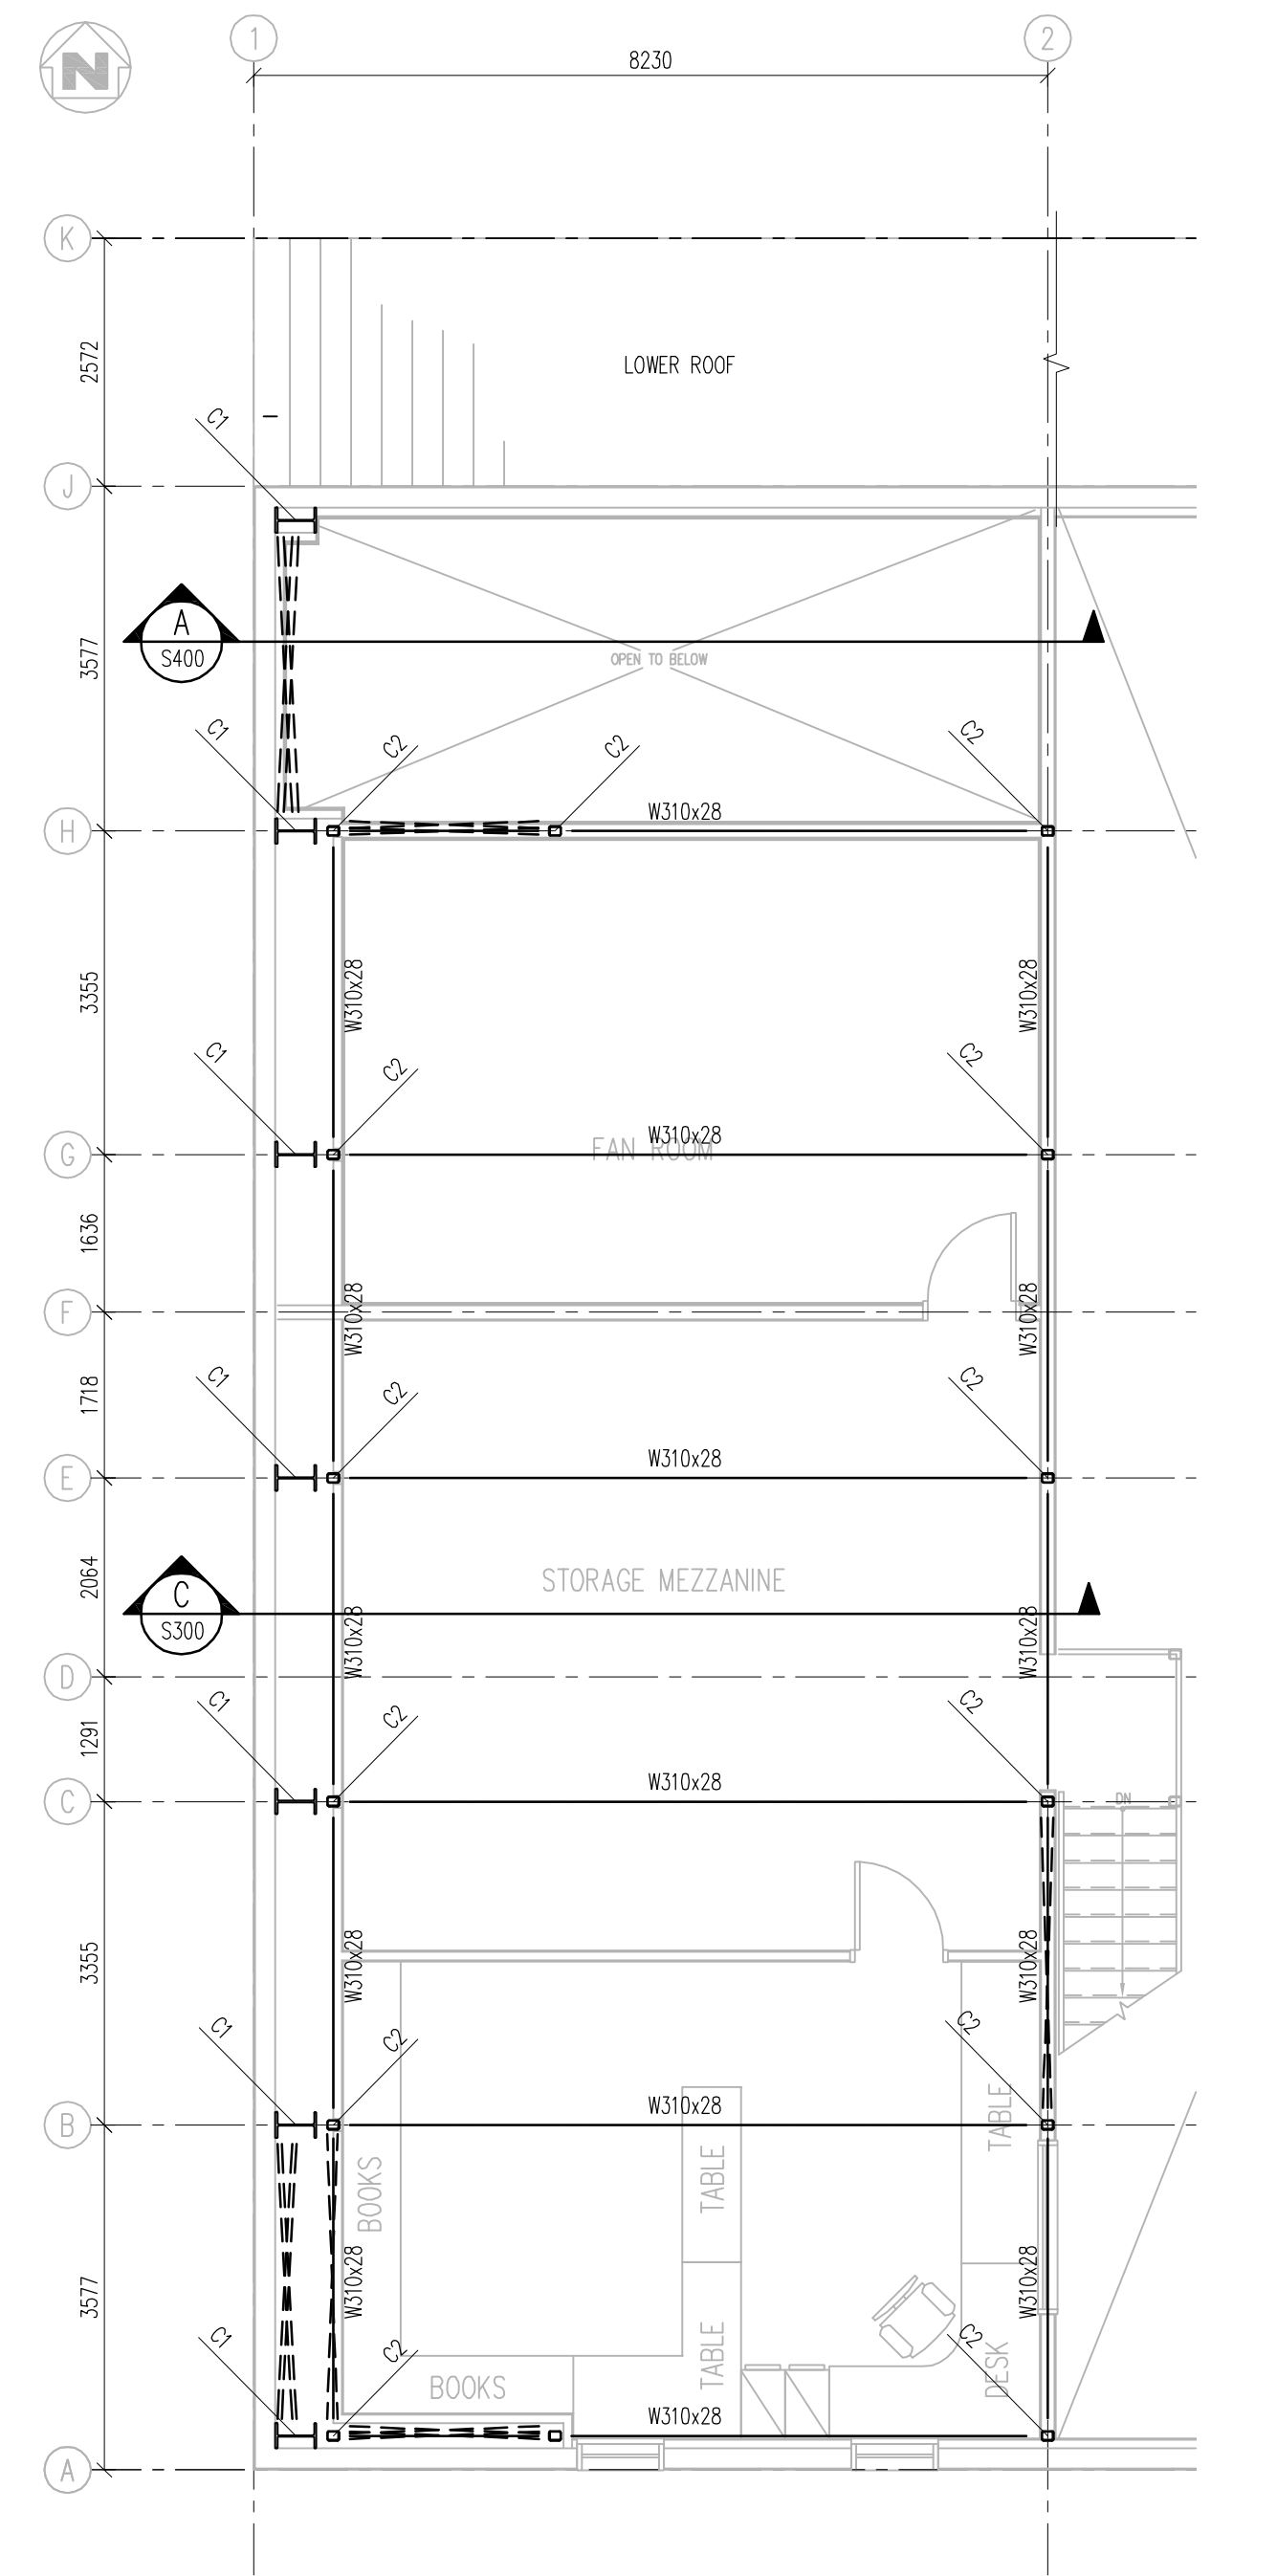 N
1
2
8230
K
2572
LOWER ROOF
C1
J
A
S400
3577
OPEN TO BELOW
C1
C2
C2
C2
W310x28
H
3355
W310x28
W310x28
C1
C2
C2
W310x28
FAN ROOM
G
1636
W310x28
W310x28
F
1718
C1
C2
C2
W310x28
E
2064
STORAGE MEZZANINE
C
S300
W310x28
W310x28
D
1291
C1
C2
C2
W310x28
C
DN
3355
W310x28
W310x28
C1
C2
C2
W310x28
B
TABLE
BOOKS
TABLE
3577
W310x28
W310x28
C1
C2
C2
TABLE
DESK
BOOKS
W310x28
A